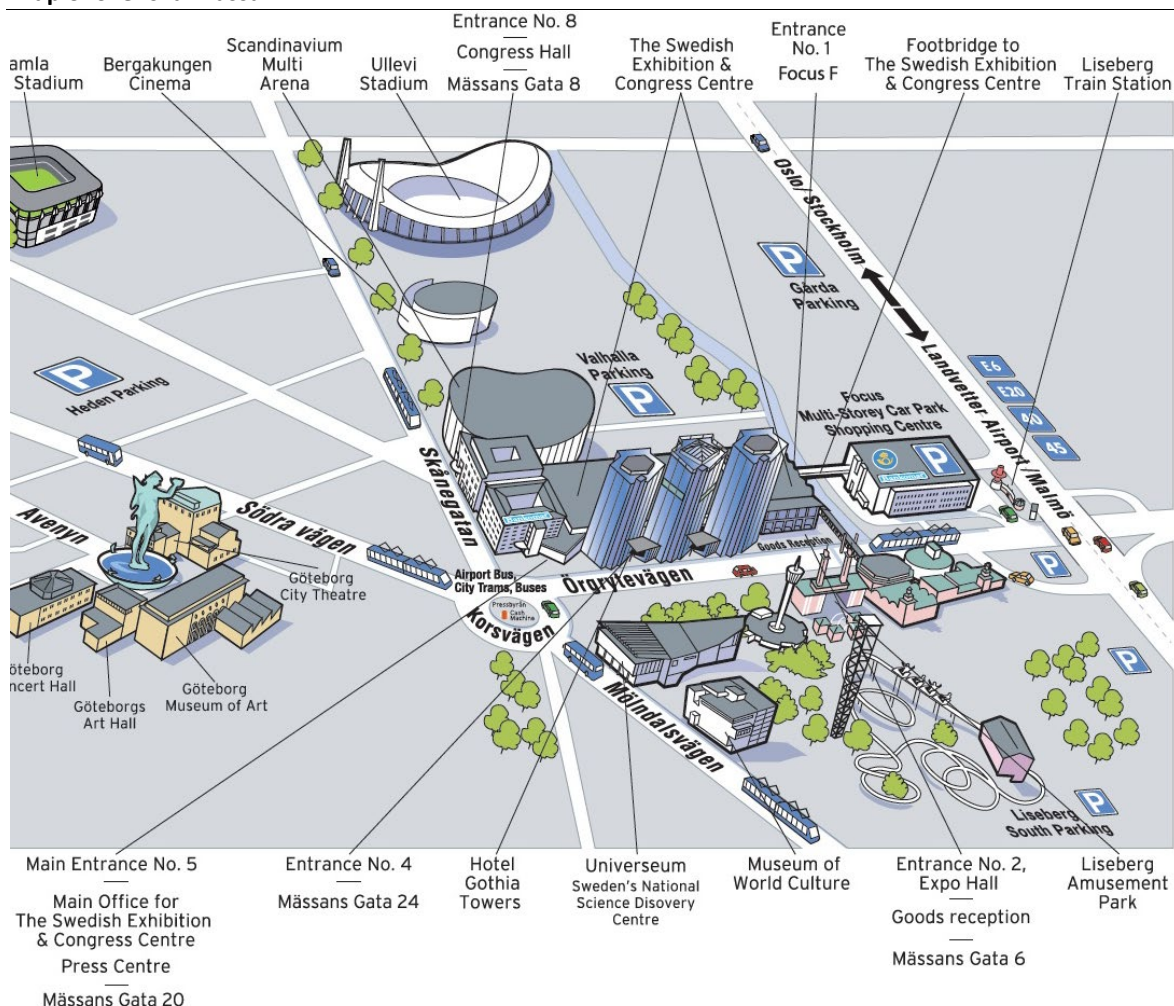 Entrance No. 8
Congress Hall
Mässans Gata 8
Entrance
No. 1
Focus F
Stadium
Bergakungen
Cinema
Scandinavium
Multi
Arena
Ullevi
Stadium
The Swedish
Exhibition &
Congress Centre
Footbridge to
The Swedish Exhibition
& Congress Centre
Liseberg
Train Station
Oslo/Stockholm
P
Gårda
Parking
Landvetter Airport/Malmö
E6
E20
80
45
P
Heden Parking
Valhalla
Parking
P
Focus
Multi-Storey Car Park
Shopping Centre
P
Skånegatan
Avenyn
Södra vägen
Göteborg
City Theatre
Airport Bus,
City Trams, Buses
Pressbyrån
Cash
Machine
Korsvägen
Örgrytevägen
Goods Reception
P
Göteborgs
Art Hall
Göteborg
Museum of Art
Mölndalsvägen
P
P
Liseberg
South Parking
Main Entrance No. 5
Main Office for
The Swedish Exhibition
& Congress Centre
Press Centre
Mässans Gata 20
Entrance No. 4
Mässans Gata 24
Hotel
Gothia
Towers
Universeum
Sweden's National
Science Disovery
Centre
Museum of
World Culture
Entrance No. 2,
Expo Hall
Goods reception
Mässans Gata 6
Liseberg
Amusement
Park